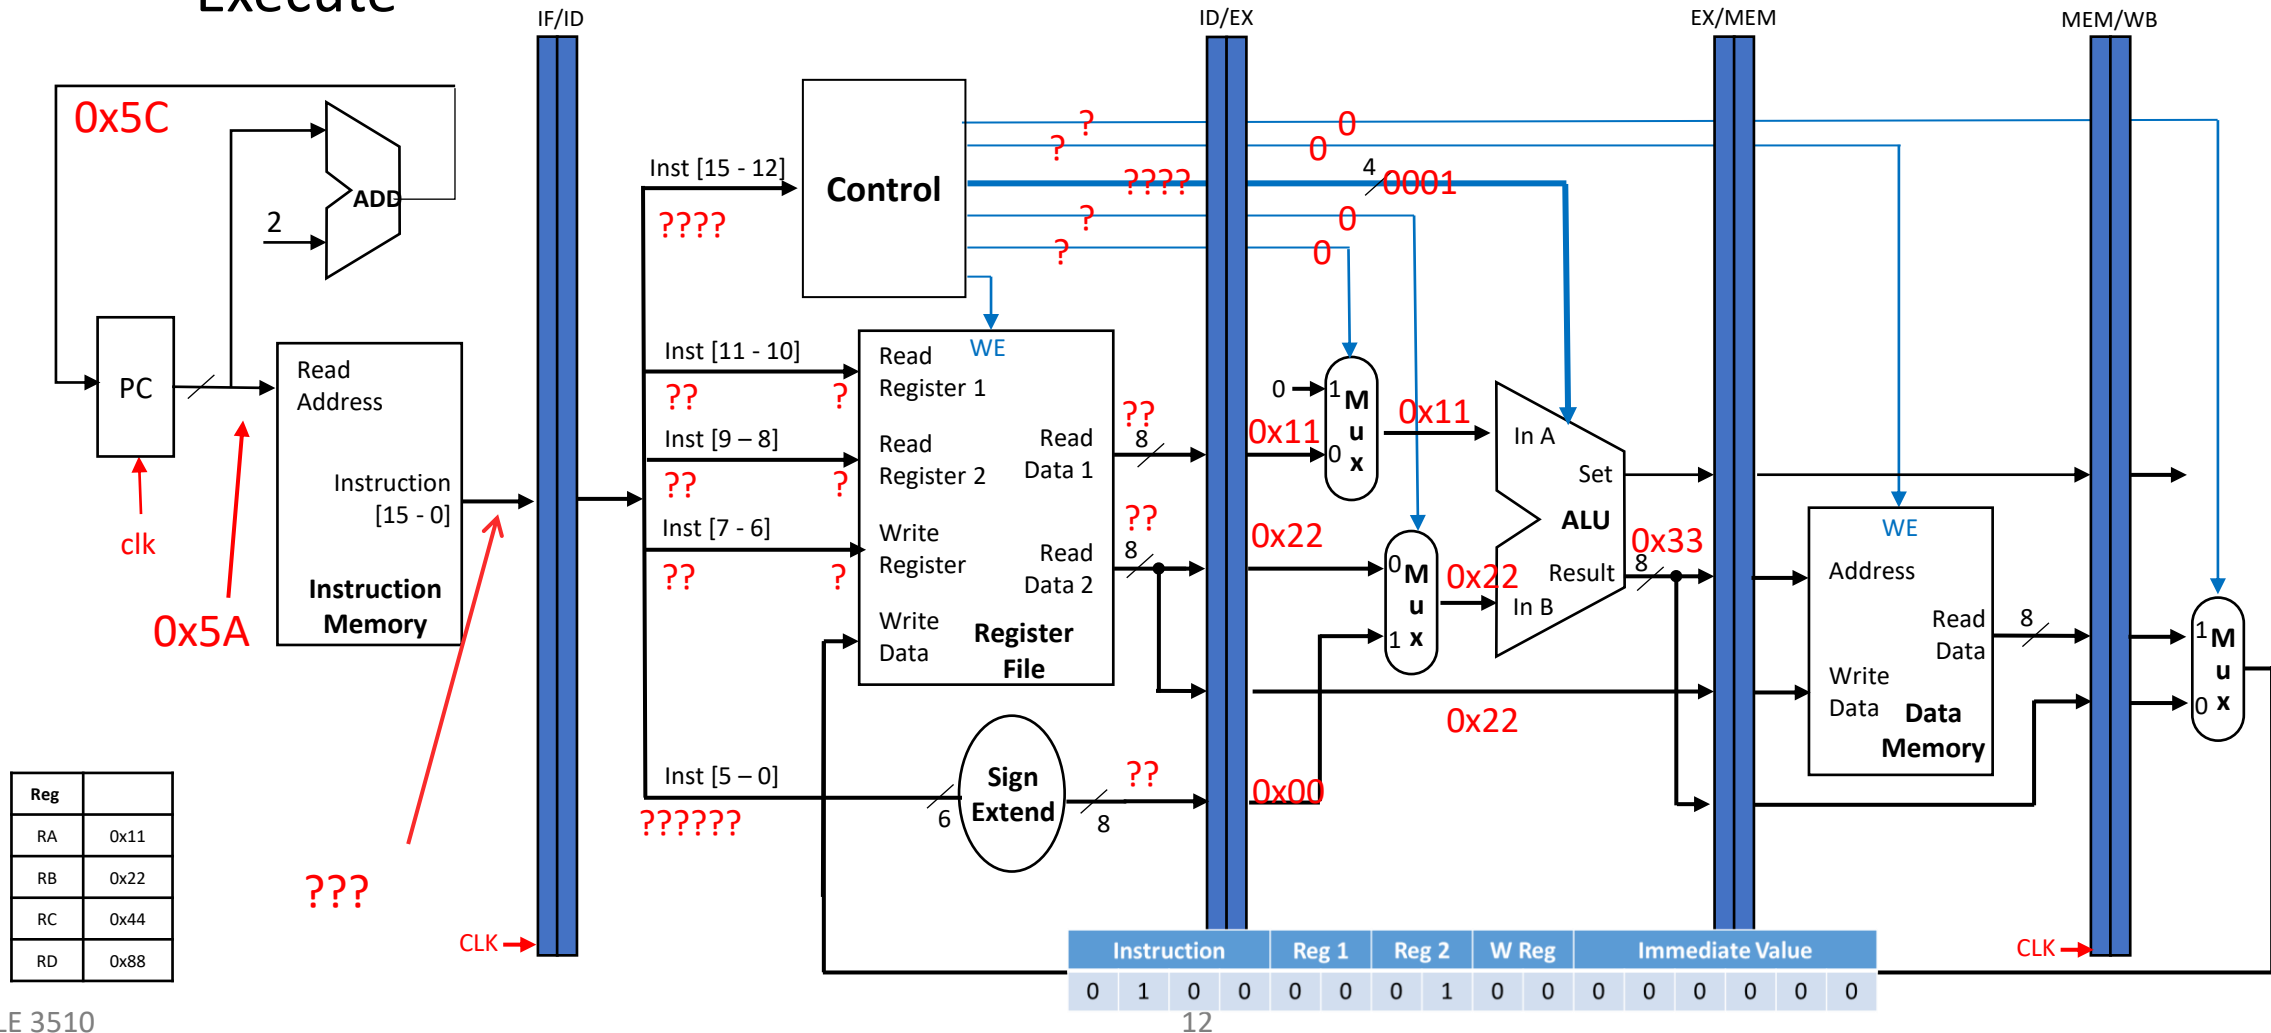 Execute
IF/ID
ID/EX
EX/MEM
MEM/WB
0x5C
ADD
2
PC
clk
0x5A
Read
Address
Instruction
[15 - 0]
Instruction
Memory
???
CLK
Inst [15 - 12]
????
Control
?
?
????
?
?
0
0
4
0001
0
0
Inst [11 - 10]
??
?
Inst [9 – 8]
??
?
Inst [7 - 6]
??
?
Inst [5 – 0]
??????
6
WE
Read
Register 1
Read
Register 2
Write
Register
Write
Data
Read
Data 1
Read
Data 2
Register
File
Sign
Extend
8
??
8
??
8
??
0x11
0x22
0x00
0
1
M
u
x
0
0x11
0
M
u
x
1
0x22
0x22
In A
Set
ALU
Result
In B
0x33
8
WE
Address
Read
Data
Write
Data
Data
Memory
8
1
M
u
x
0
CLK
Reg
RA 0x11
RB 0x22
RC 0x44
RD 0x88
Instruction Reg 1 Reg 2 W Reg Immediate Value
0 1 0 0 0 0 0 1 0 0 0 0 0 0 0 0
LE 3510
12